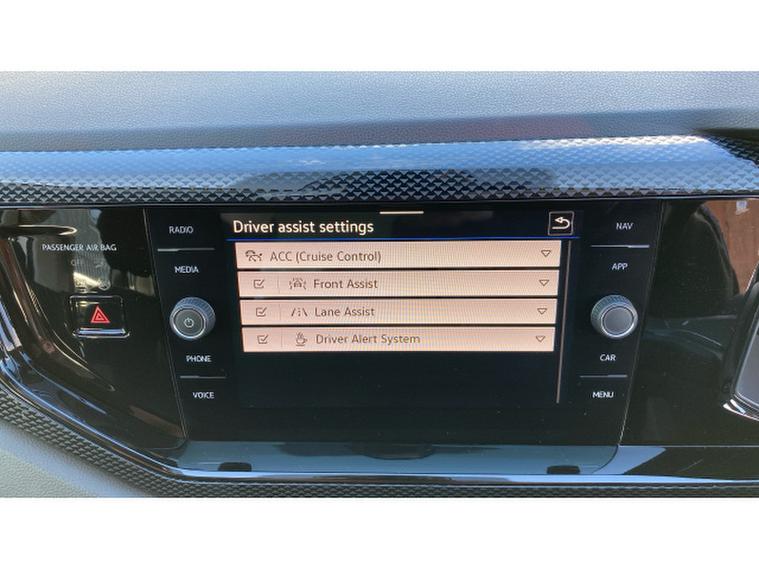 RADIO
Driver assist settings
NAV
PASSENGER AIR BAG
OFF
MEDIA
ACC (Cruise Control)
APP
Front Assist
Lane Assist
Driver Alert System
PHONE
CAR
VOICE
MENU